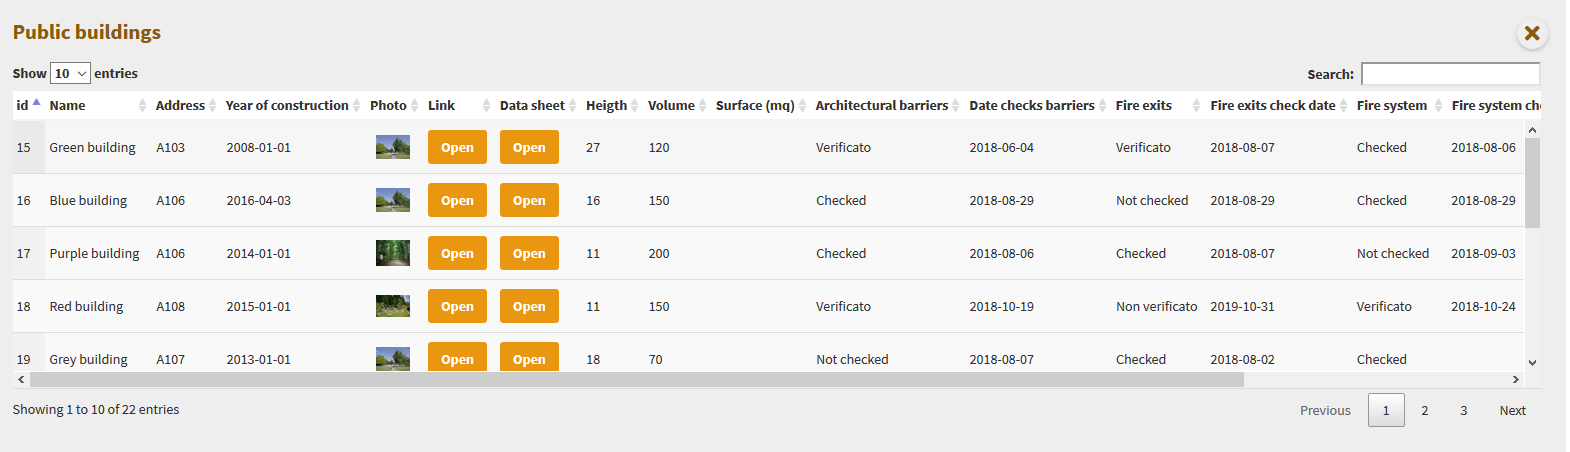 Public buildings
Show 10 entries
Search:
id Name Address Year of construction Photo Link Data sheet Heigth Volume Surface (mq) Architectural barriers Date checks barriers Fire exits Fire exits check date Fire system Fire system ch
15 Green building A103 2008-01-01 Open Open 27 120 Verificato 2018-06-04 Verificato 2018-08-07 Checked 2018-08-06
16 Blue building A106 2016-04-03 Open Open 16 150 Checked 2018-08-29 Not checked 2018-08-29 Checked 2018-08-29
17 Purple building A106 2014-01-01 Open Open 11 200 Checked 2018-08-06 Checked 2018-08-07 Not checked 2018-09-03
18 Red building A108 2015-01-01 Open Open 11 150 Verificato 2018-10-19 Non verificato 2019-10-31 Verificato 2018-10-24
19 Grey building A107 2013-01-01 Open Open 18 70 Not checked 2018-08-07 Checked 2018-08-02 Checked
Showing 1 to 10 of 22 entries
Previous 1 2 3 Next